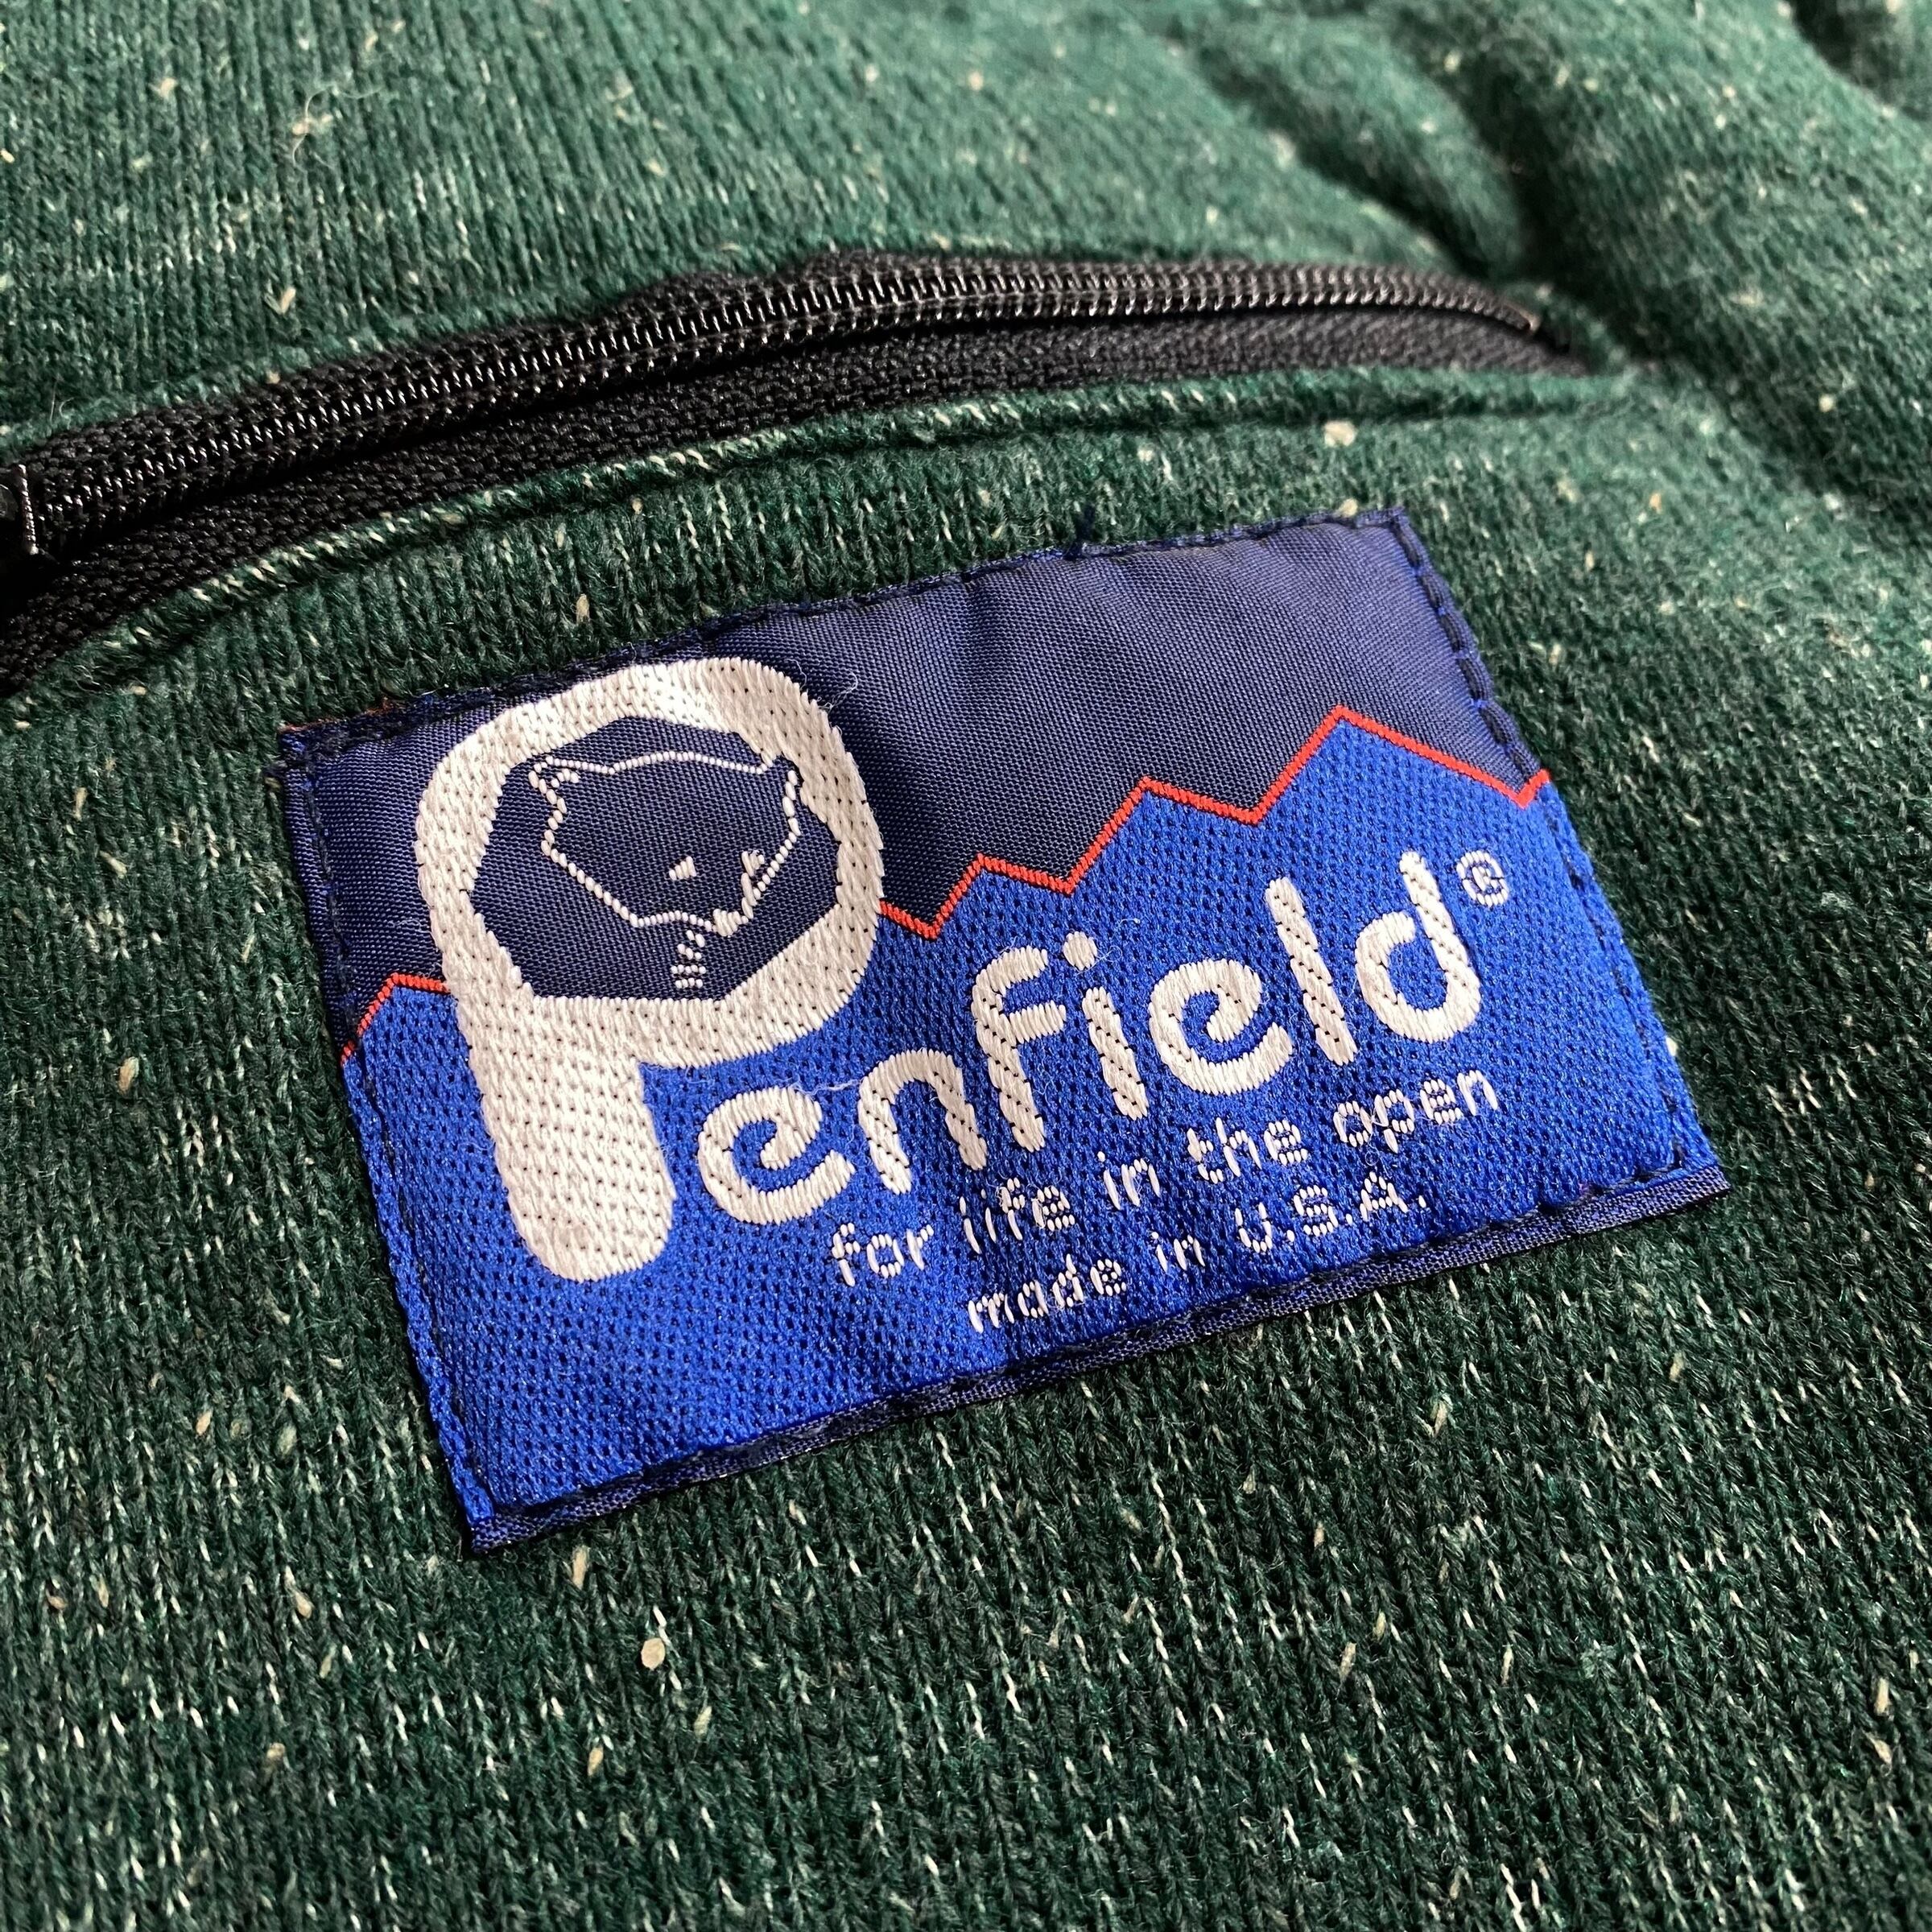 Penfield©
for life in the open
made in U.S.A.